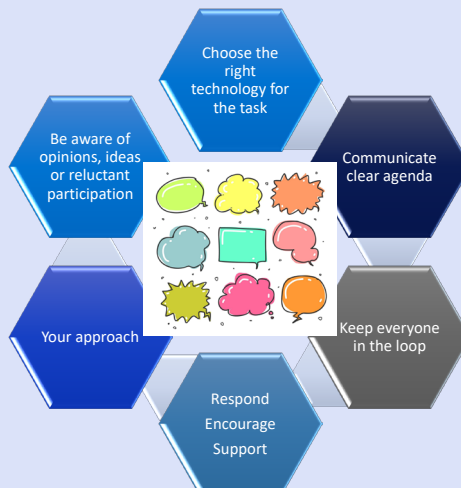 Choose the
right
technology for
the task
Communicate
clear agenda
Keep everyone
in the loop
Respond
Encourage
Support
Your approach
Be aware of
opinions, ideas
or reluctant
participation